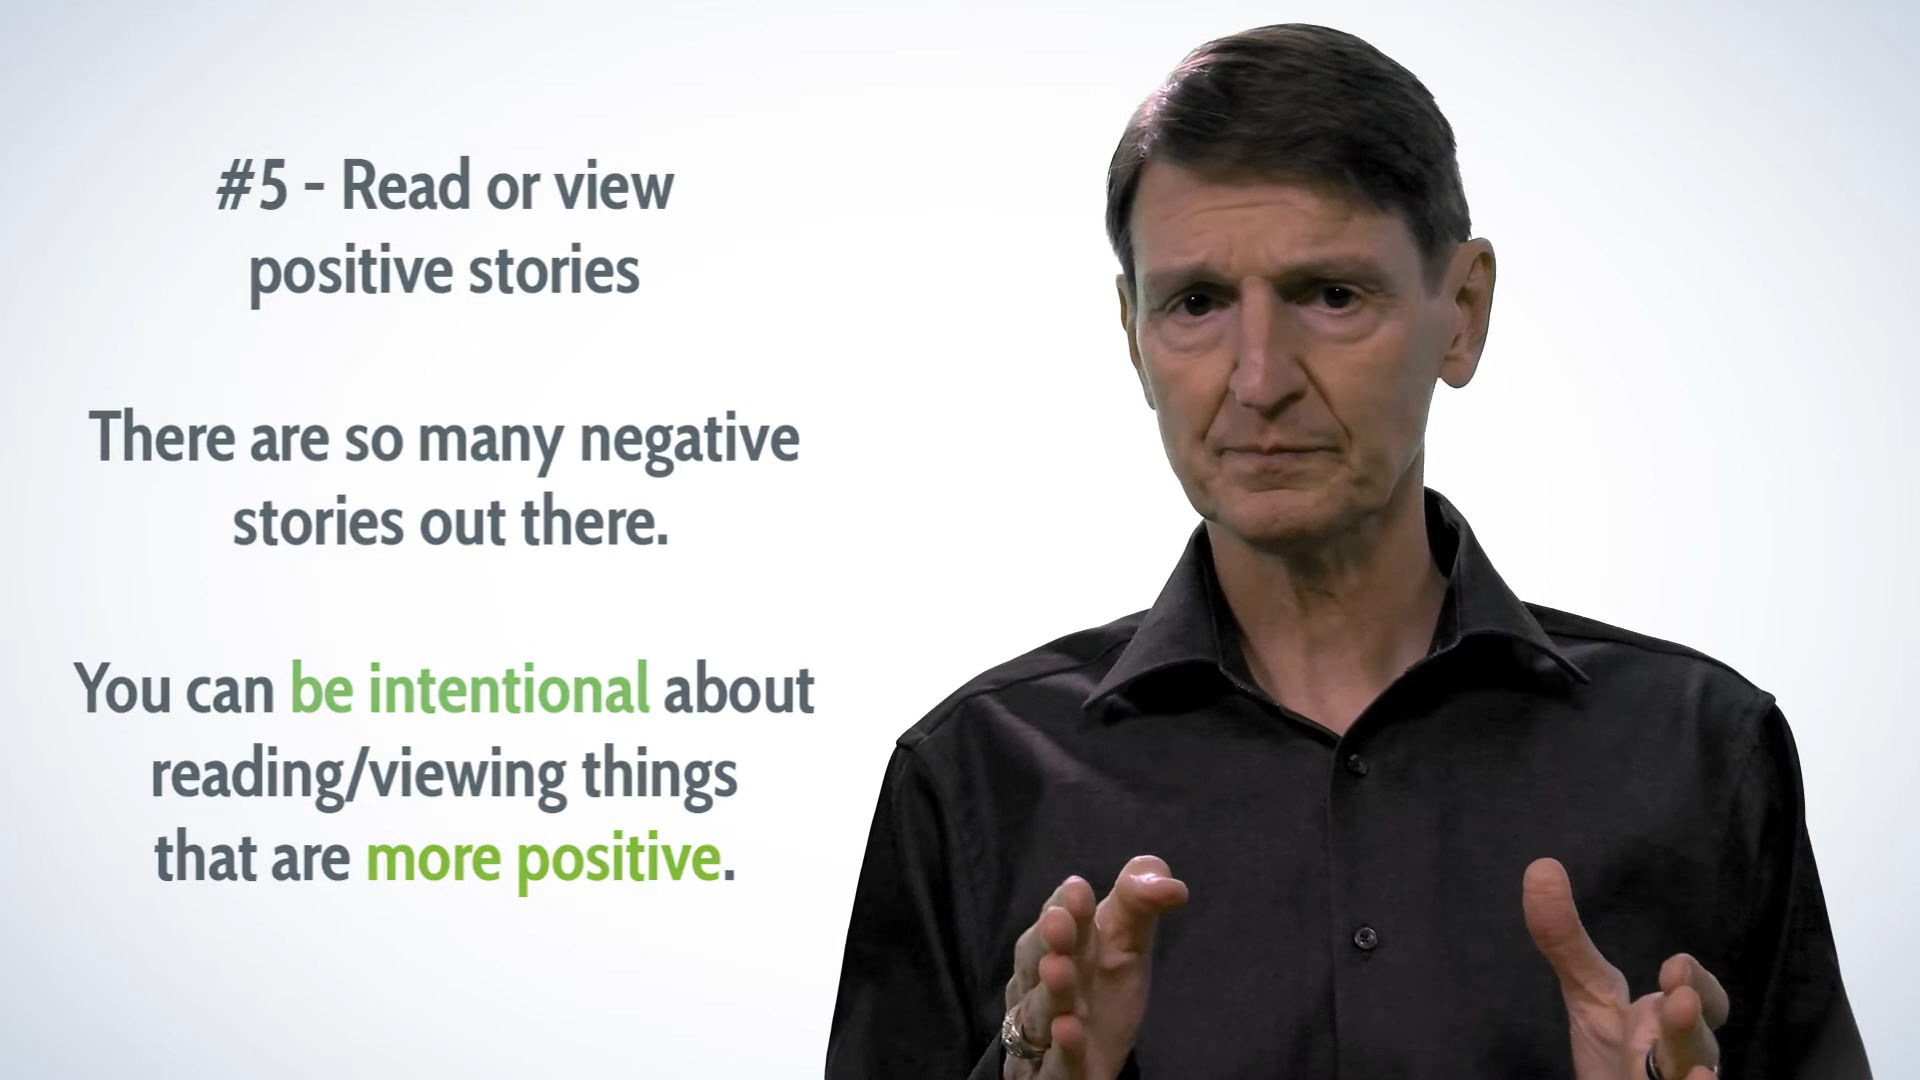 #5 - Read or view
positive stories
There are so many negative
stories out there.
You can be intentional about
reading/viewing things
that are more positive.